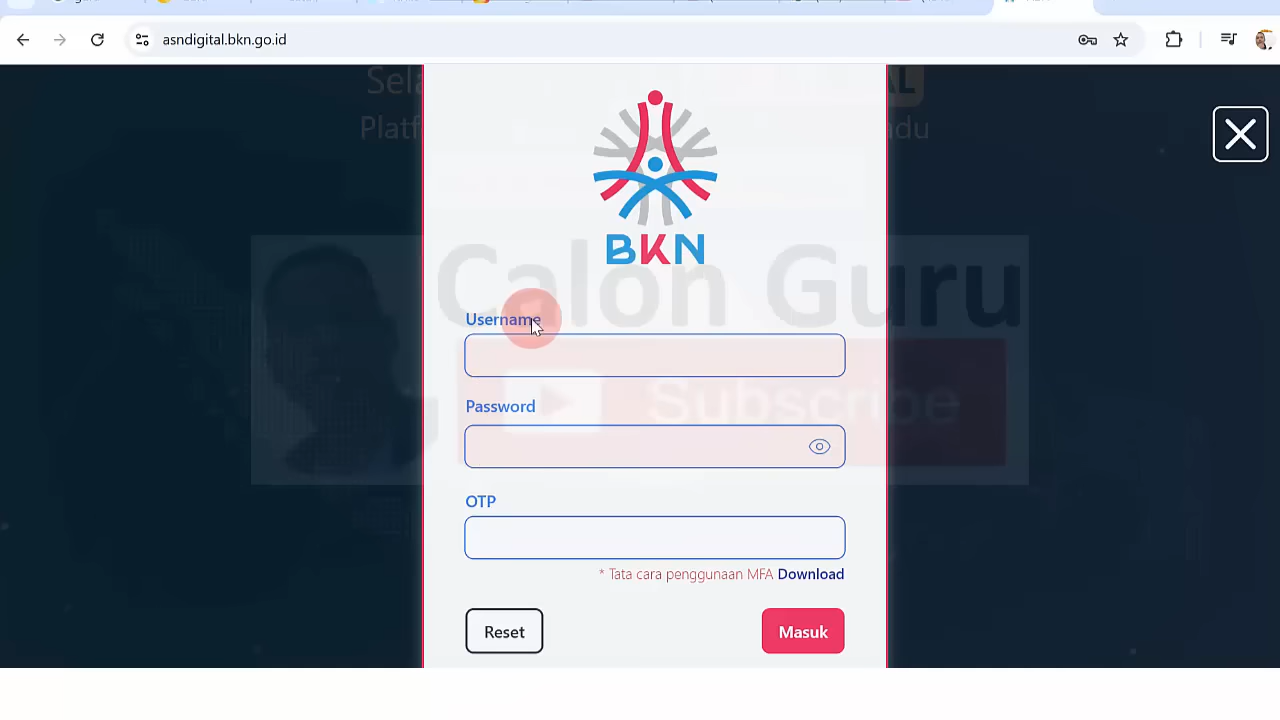 asndigital.bkn.go.id
BKN
Calon Guru
Username
Subscribe
Password
OTP
* Tata cara penggunaan MFA Download
Reset
Masuk